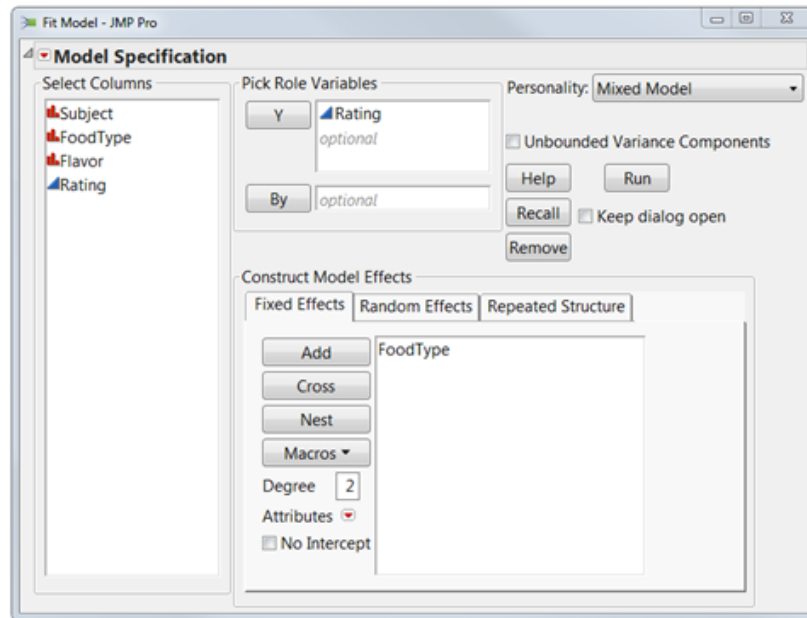 Fit Model - JMP Pro
Model Specification
Select Columns
Subject
FoodType
Flavor
Rating
Pick Role Variables
Y
Rating
optional
By
optional
Personality: Mixed Model
Unbounded Variance Components
Help Run
Recall Keep dialog open
Remove
Construct Model Effects
Fixed Effects Random Effects Repeated Structure
Add
Cross
Nest
Macros
Degree 2
Attributes
No Intercept
FoodType